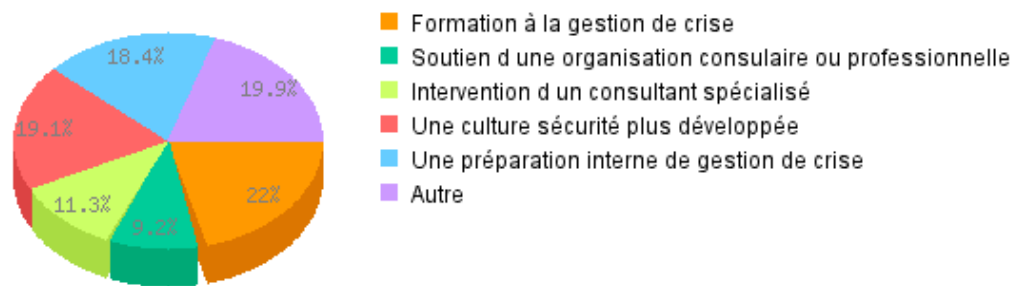 18.4%
19.9%
19.1%
11.3%
9.2%
22%
Formation à la gestion de crise
Soutien d une organisation consulaire ou professionnelle
Intervention d un consultant spécialisé
Une culture sécurité plus développée
Une préparation interne de gestion de crise
Autre